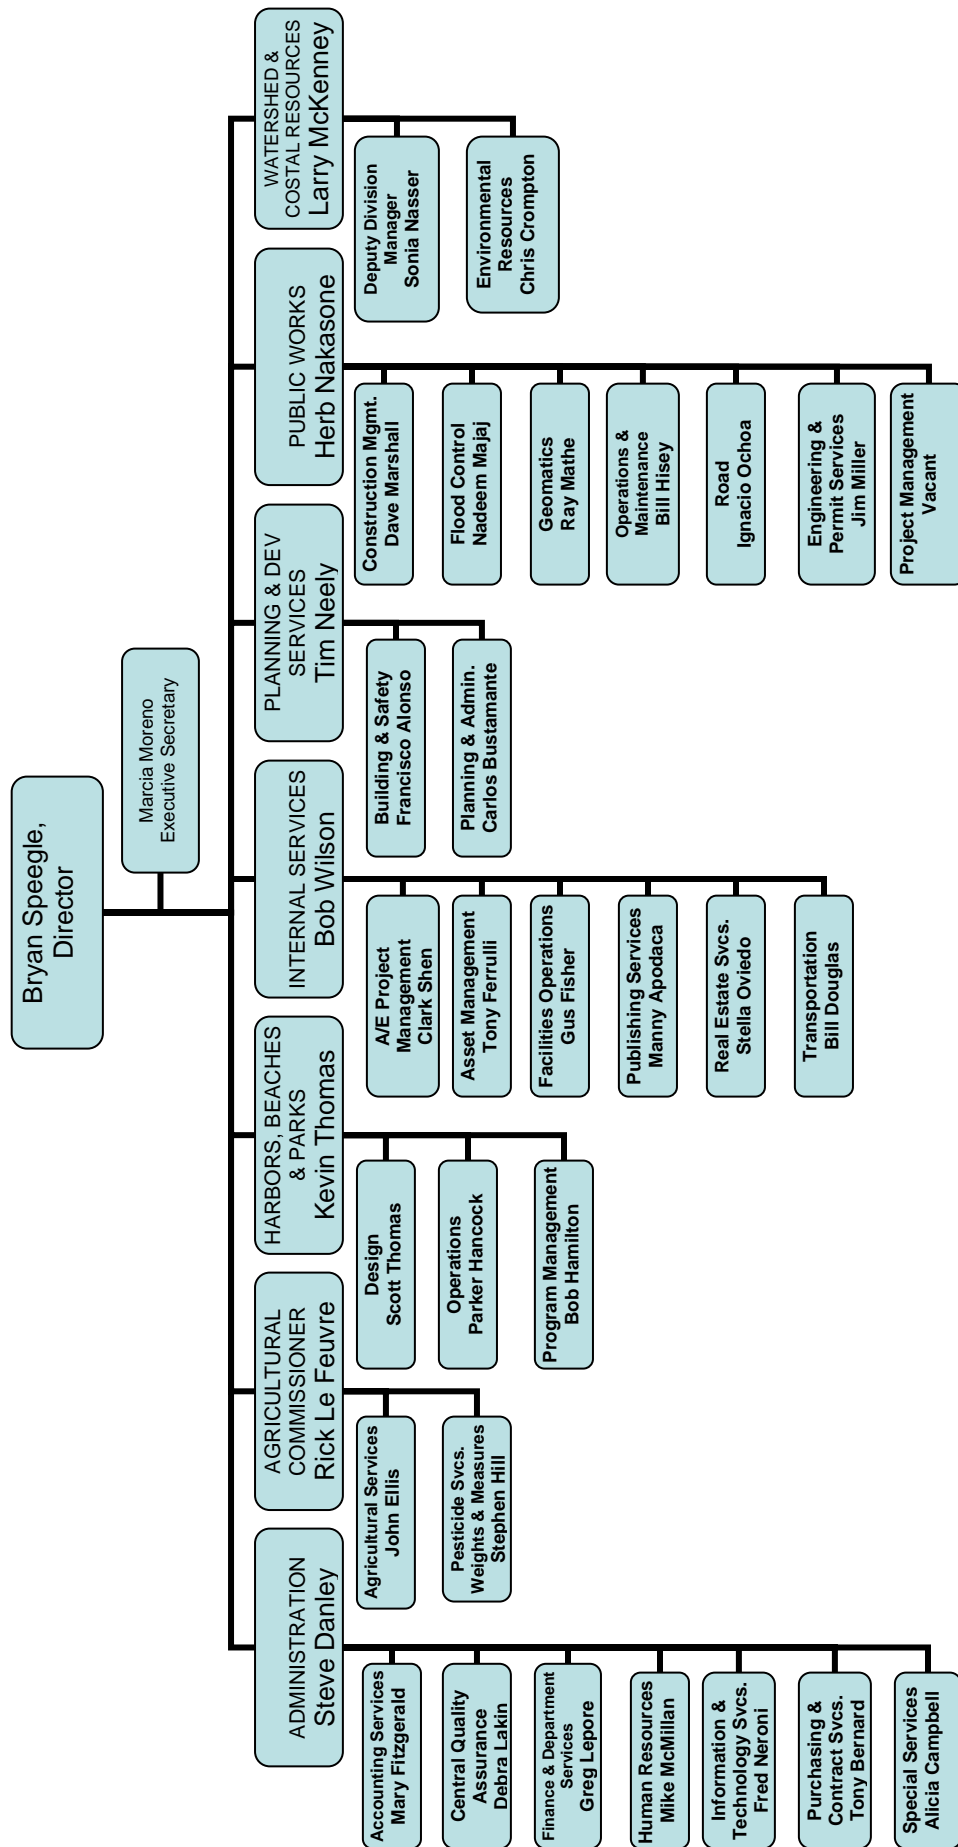 Bryan Speegle,
Director
Marcia Moreno
Executive Secretary
ADMINISTRATION
Steve Danley
Accounting Services
Mary Fitzgerald
Central Quality
Assurance
Debra Lakin
Finance & Department
Services
Greg Lepore
Human Resources
Mike McMillan
Information &
Technology Svcs.
Fred Neroni
Purchasing &
Contract Svcs.
Tony Bernard
Special Services
Alicia Campbell
AGRICULTURAL
COMMISSIONER
Rick Le Feuvre
Agricultural Services
John Ellis
Pesticide Svcs.
Weights & Measures
Stephen Hill
HARBORS, BEACHES
& PARKS
Kevin Thomas
Design
Scott Thomas
Operations
Parker Hancock
Program Management
Bob Hamilton
INTERNAL SERVICES
Bob Wilson
A/E Project
Management
Clark Shen
Asset Management
Tony Ferrulli
Facilities Operations
Gus Fisher
Publishing Services
Manny Apodaca
Real Estate Svcs.
Stella Oviedo
Transportation
Bill Douglas
PLANNING & DEV
SERVICES
Tim Neely
Building & Safety
Francisco Alonso
Planning & Admin.
Carlos Bustamante
PUBLIC WORKS
Herb Nakasone
Construction Mgmt.
Dave Marshall
Flood Control
Nadeem Majaj
Geomatics
Ray Mathe
Operations &
Maintenance
Bill Hisey
Road
Ignacio Ochoa
Engineering &
Permit Services
Jim Miller
Project Management
Vacant
WATERSHED &
COSTAL RESOURCES
Larry McKenney
Deputy Division
Manager
Sonia Nasser
Environmental
Resources
Chris Crompton